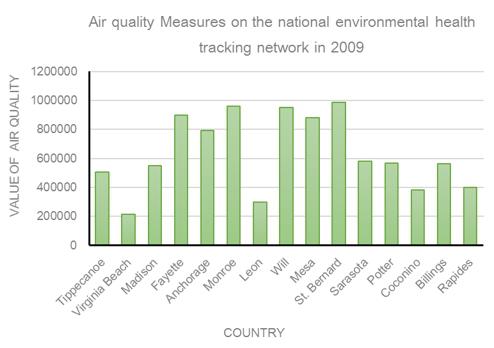 Air quality Measures on the national environmental health
tracking network in 2009
VALUE OF AIR QUALITY
1200000
1000000
800000
600000
400000
200000
0
Tippecanoe
Virginia Beach
Madison
Fayette
Anchorage
Monroe
Leon
Will
Mesa
St. Bernard
Sarasota
Potter
Coconino
Billings
Rapides
COUNTRY